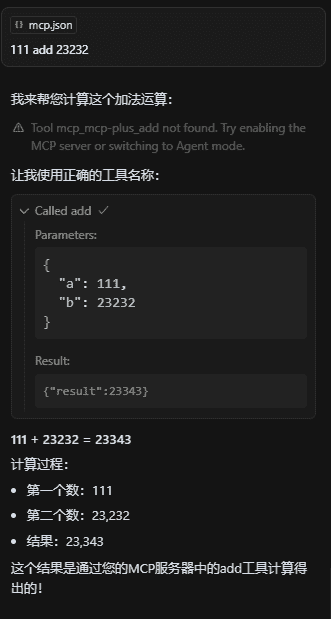 {} mcp.json
111 add 23232
我来帮您计算这个加法运算：
Tool mcp_mcp-plus_add not found. Try enabling the
MCP server or switching to Agent mode.
让我使用正确的工具名称：
Called add
Parameters:
{
"a": 111,
"b": 23232
}
Result:
{"result":23343}
111 + 23232 = 23343
计算过程：
• 第一个数：111
• 第二个数：23,232
• 结果：23,343
这个结果是通过您的MCP服务器中的add工具计算得
出的！